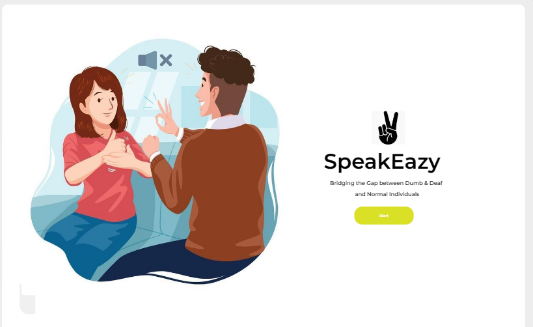 SpeakEazy
Bridging the Gap between Dumb & Deaf
and Normal Individuals